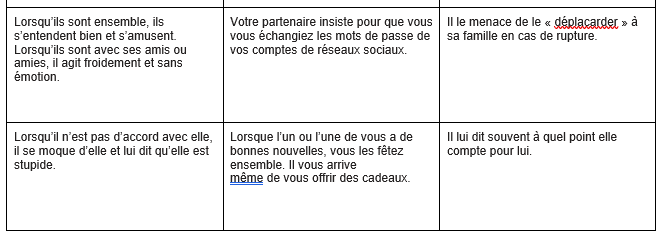 Lorsqu’ils sont ensemble, ils
s’entendent bien et s’amusent.
Lorsqu’ils sont avec ses amis ou
amies, il agit froidement et sans
émotion.
Votre partenaire insiste pour que vous
vous échangiez les mots de passe de
vos comptes de réseaux sociaux.
Il le menace de le « déplacarder » à
sa famille en cas de rupture.
Lorsqu’il n’est pas d’accord avec elle,
il se moque d’elle et lui dit qu’elle est
stupide.
Lorsque l’un ou l’une de vous a de
bonnes nouvelles, vous les fêtez
ensemble. Il vous arrive
même de vous offrir des cadeaux.
Il lui dit souvent à quel point elle
compte pour lui.